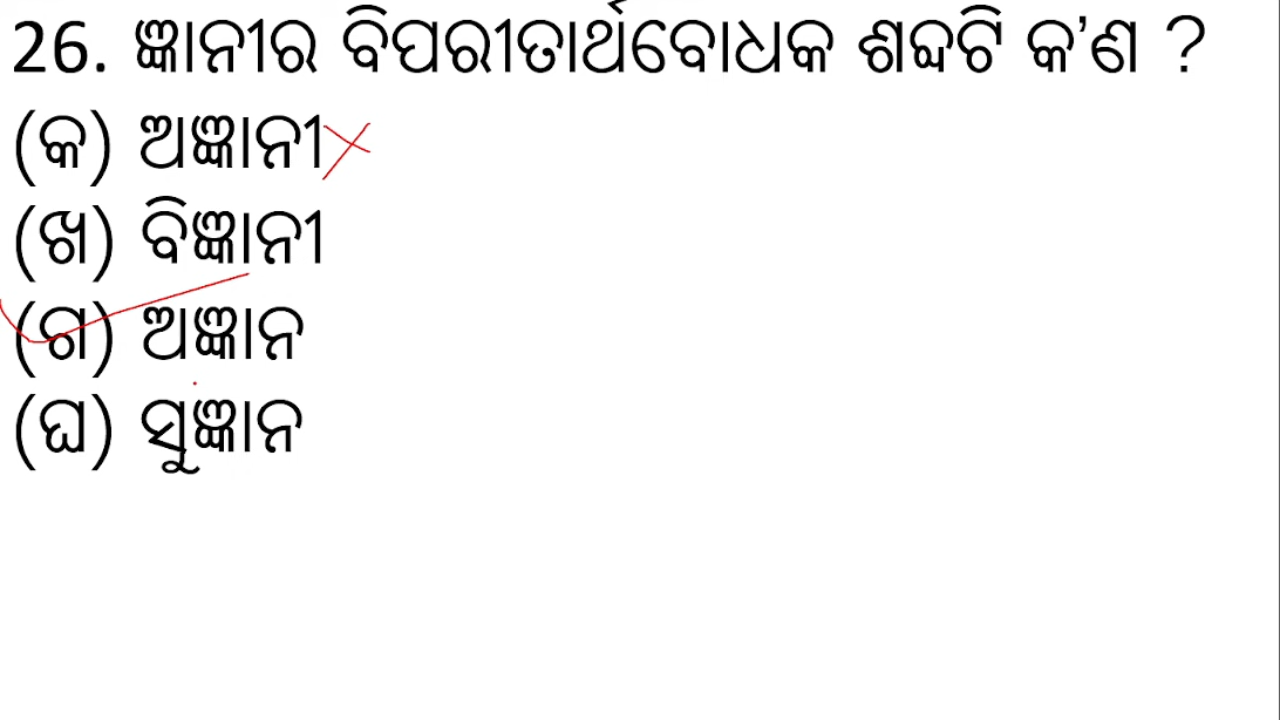 26. ଜ୍ଞାନୀର ବିପରୀତାର୍ଥବୋଧକ ଶବ୍ଦଟି କ’ଣ ?
(କ) ଅଜ୍ଞାନୀ
(ଖ) ବିଜ୍ଞାନୀ
(ଗ) ଅଜ୍ଞାନ
(ଘ) ସୁଜ୍ଞାନ